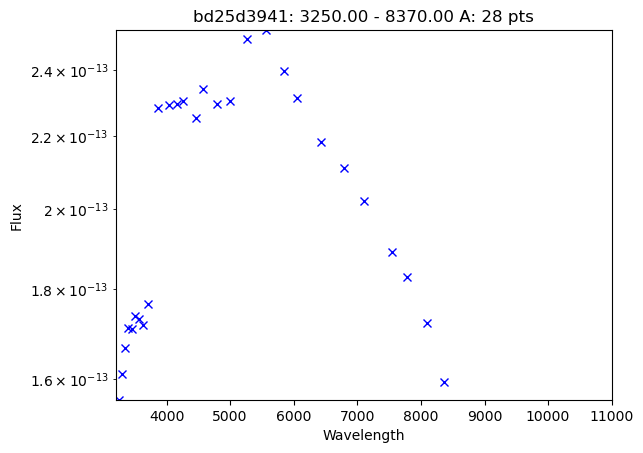 bd25d3941: 3250.00 - 8370.00 A: 28 pts
2.4 × 10⁻¹³
2.2 × 10⁻¹³
2 × 10⁻¹³
1.8 × 10⁻¹³
1.6 × 10⁻¹³
Flux
4000 5000 6000 7000 8000 9000 10000 11000
Wavelength